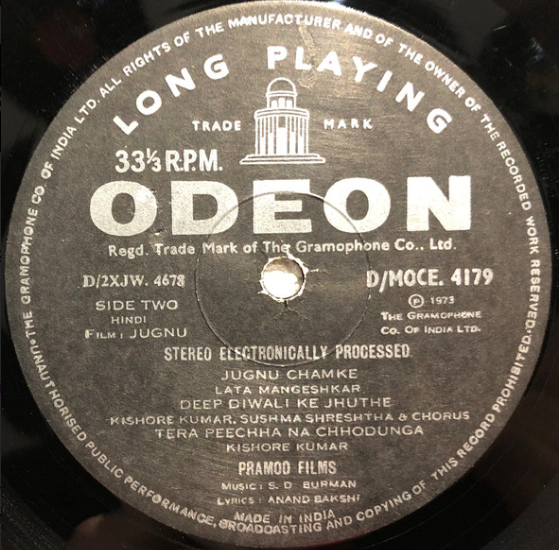 THE GRAMOPHONE CO. OF INDIA LTD. ALL RIGHTS OF THE MANUFACTURER AND OF THE OWNER OF THE RECORDED WORK RESERVED. UNAUTHORISED PUBLIC PERFORMANCE, BROADCASTING AND COPYING OF THIS RECORD PROHIBITED.
LONG PLAYING
TRADE MARK
33⅓ R.P.M.
ODEON
Regd. Trade Mark of The Gramophone Co., Ltd.
D/2XJW. 4678
D/MOCE. 4179
SIDE TWO
HINDI
FILM : JUGNU
℗ 1973
THE GRAMOPHONE
CO. OF INDIA LTD.
STEREO ELECTRONICALLY PROCESSED
JUGNU CHAMKE
LATA MANGESHKAR
DEEP DIWALI KE JHUTHE
KISHORE KUMAR, SUSHMA SHRESHTHA & CHORUS
TERA PEECHHA NA CHHODUNGA
KISHORE KUMAR
PRAMOD FILMS
MUSIC : S. D. BURMAN
LYRICS : ANAND BAKSHI
MADE IN INDIA